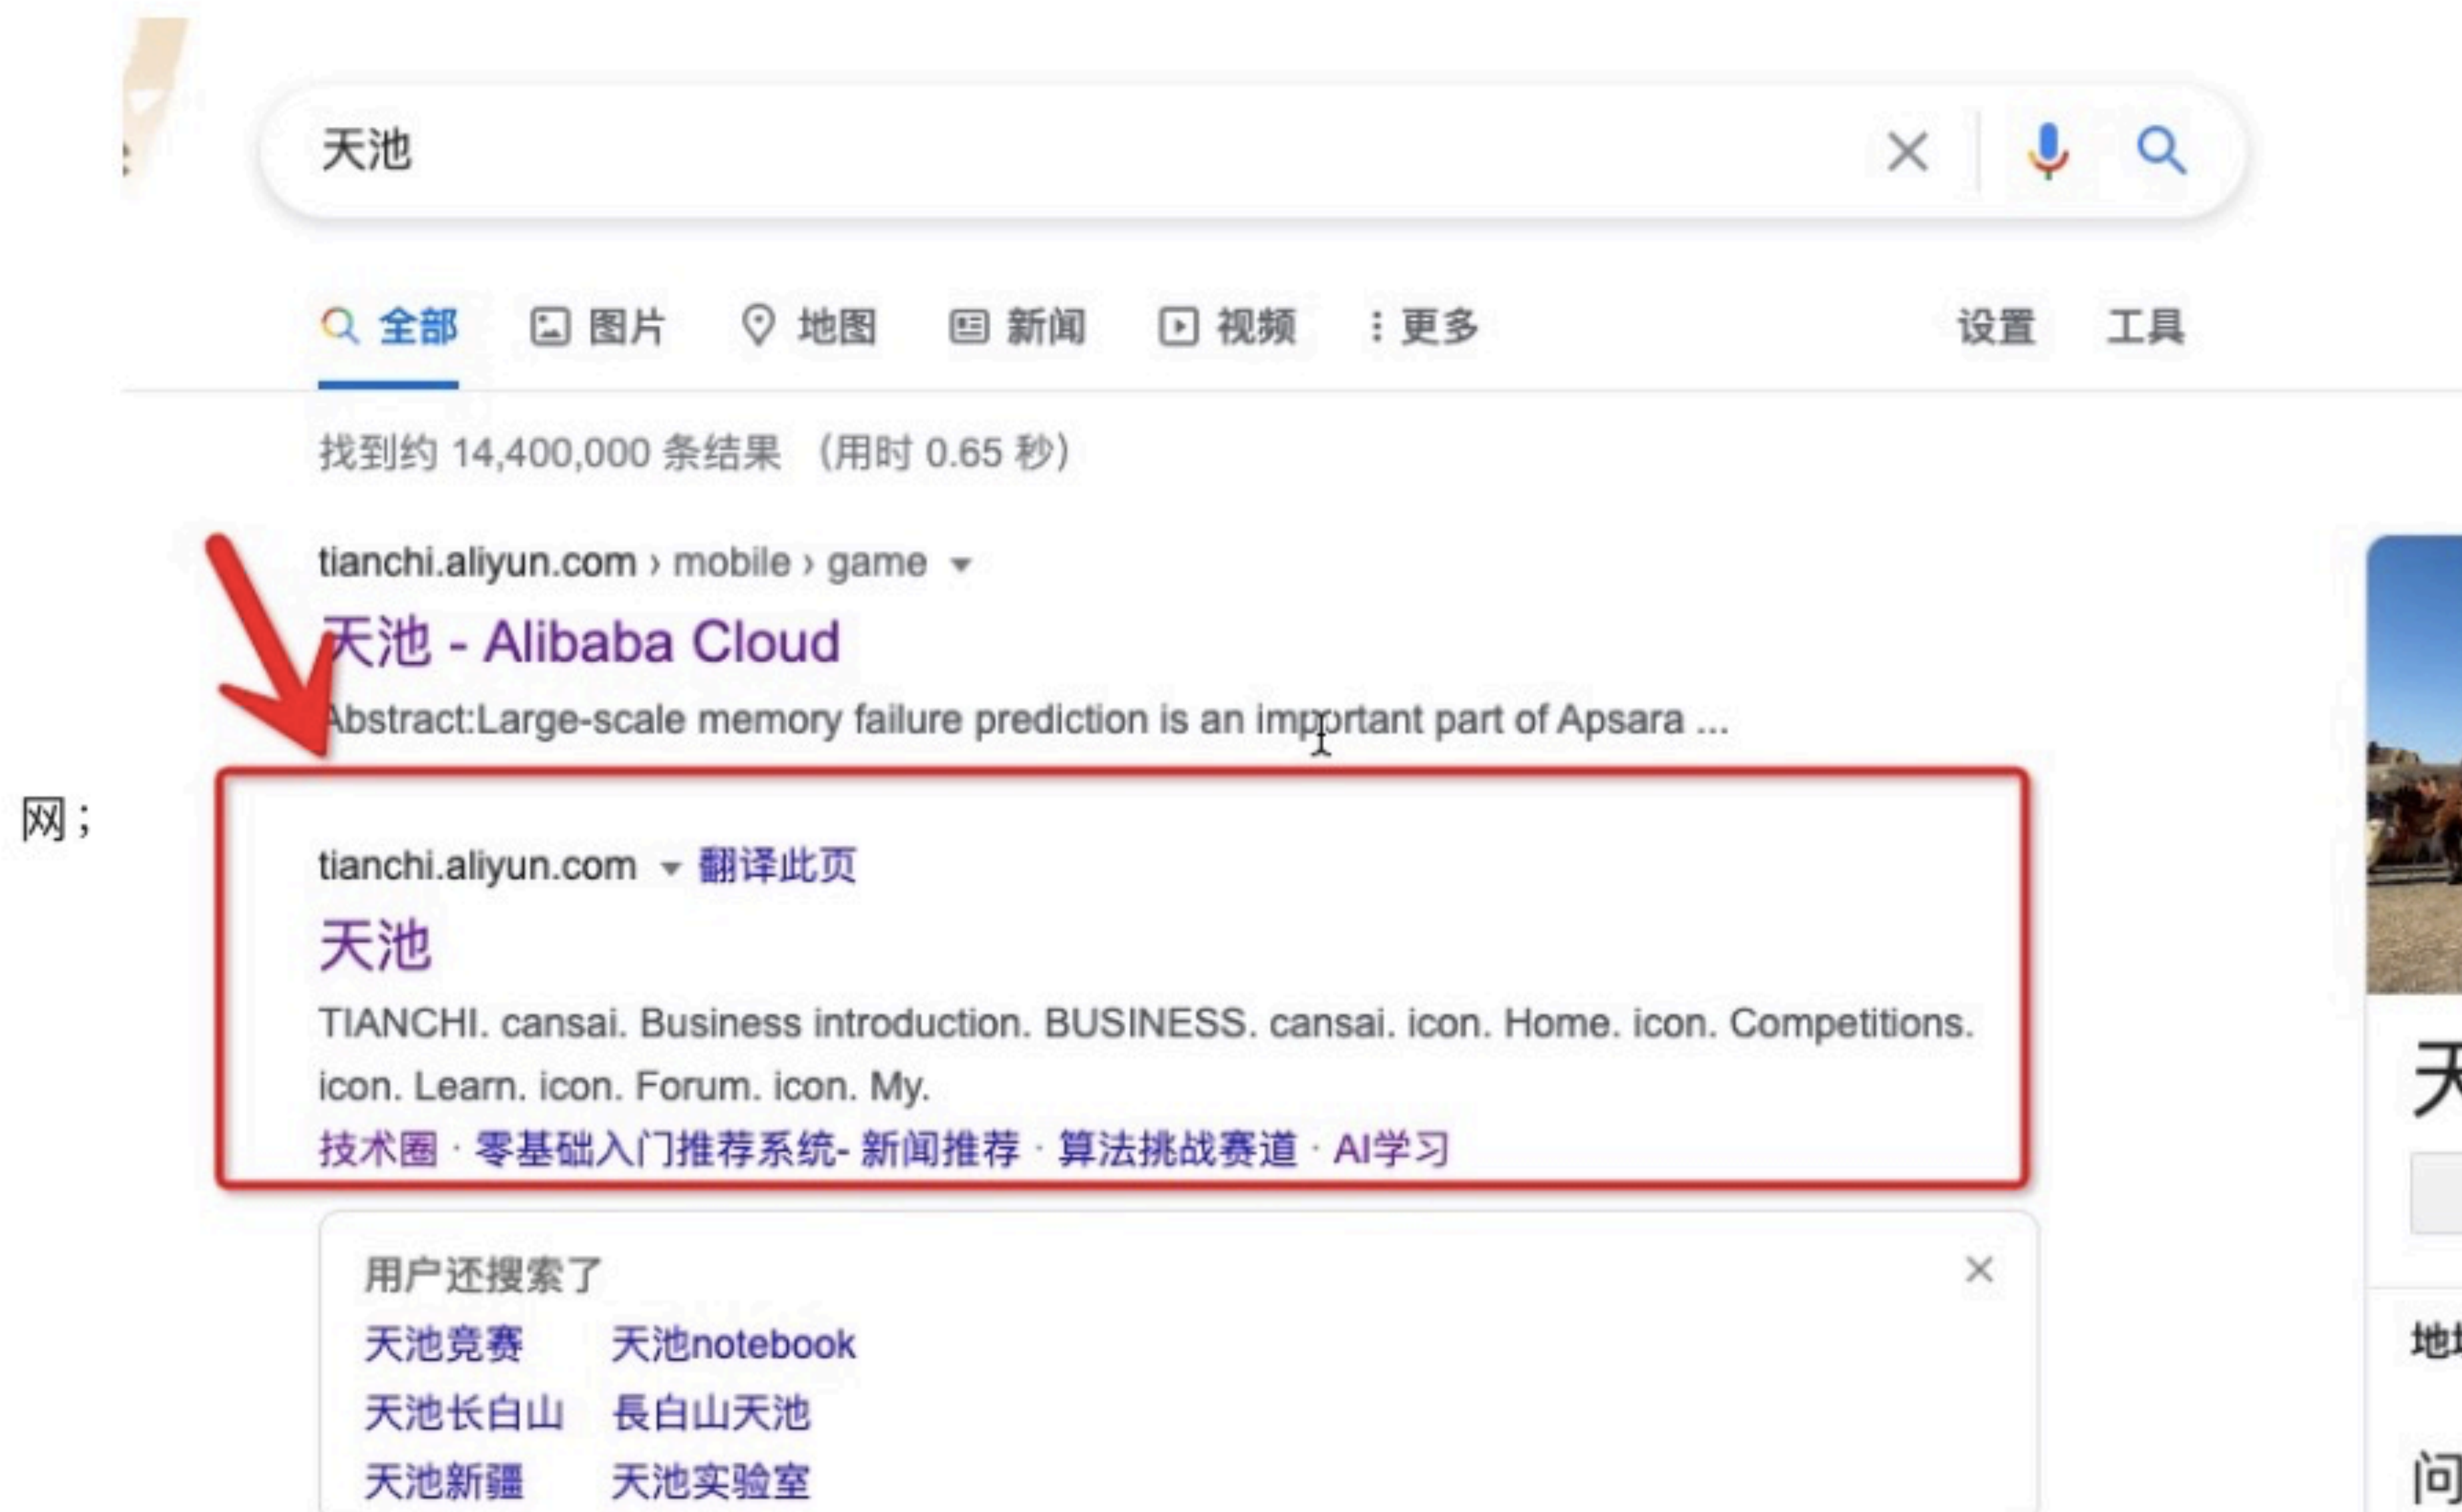 天池
全部 图片 地图 新闻 视频 更多 设置 工具
找到约 14,400,000 条结果 （用时 0.65 秒）
tianchi.aliyun.com › mobile › game
天池 - Alibaba Cloud
Abstract:Large-scale memory failure prediction is an important part of Apsara ...
网；
tianchi.aliyun.com 翻译此页
天池
TIANCHI. cansai. Business introduction. BUSINESS. cansai. icon. Home. icon. Competitions.
icon. Learn. icon. Forum. icon. My.
技术圈 · 零基础入门推荐系统- 新闻推荐 · 算法挑战赛道 · AI学习
用户还搜索了
天池竞赛 天池notebook
天池长白山 長白山天池
天池新疆 天池实验室
天
地
问